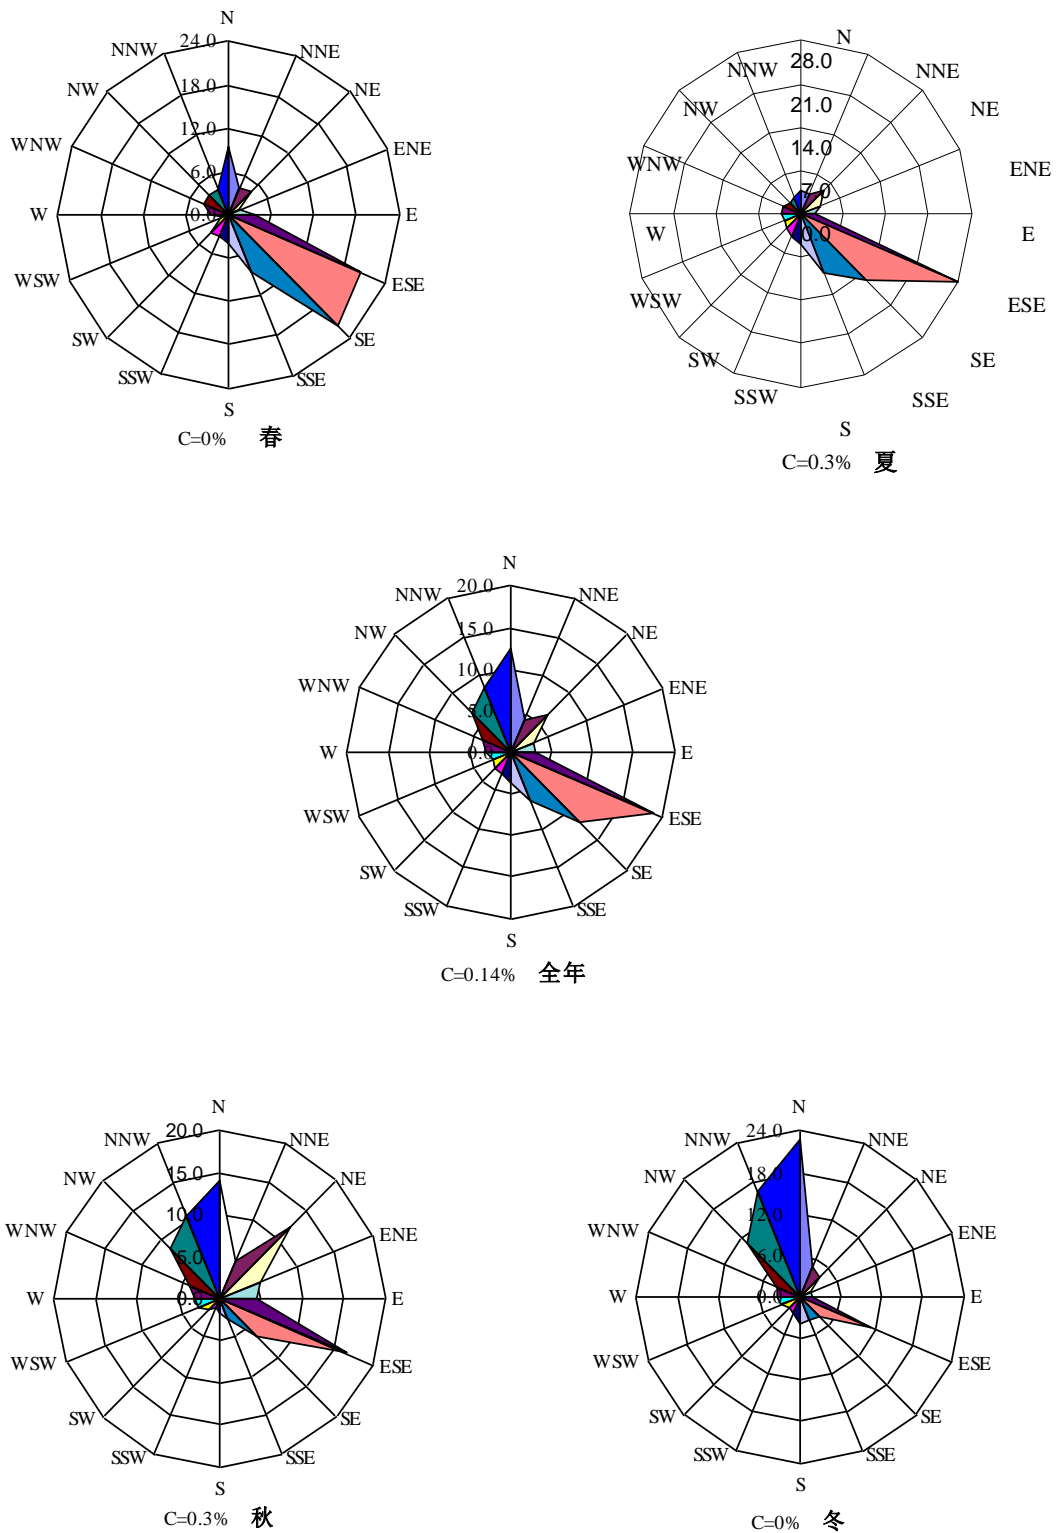 N
24.0
NNW
NNE
18.0
NW
NE
12.0
WNW
ENE
6.0
W
0.0
E
WSW
ESE
SW
SE
SSW
SSE
S
C=0% 春
N
28.0
NNW
NNE
21.0
NW
NE
14.0
WNW
ENE
7.0
W
0.0
E
WSW
ESE
SW
SE
SSW
SSE
S
C=0.3% 夏
N
20.0
NNW
NNE
15.0
NW
NE
10.0
WNW
ENE
5.0
W
0.0
E
WSW
ESE
SW
SE
SSW
SSE
S
C=0.14% 全年
N
20.0
NNW
NNE
15.0
NW
NE
10.0
WNW
ENE
5.0
W
0.0
E
WSW
ESE
SW
SE
SSW
SSE
S
C=0.3% 秋
N
24.0
NNW
NNE
18.0
NW
NE
12.0
WNW
ENE
6.0
W
0.0
E
WSW
ESE
SW
SE
SSW
SSE
S
C=0% 冬